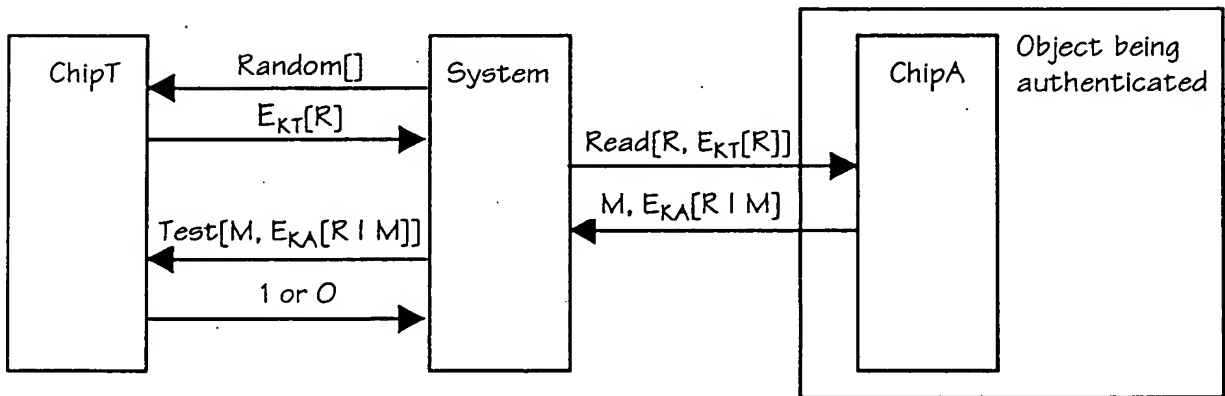 ChipT
Random[]
E_KT[R]
Test[M, E_KA[R | M]]
1 or 0
System
Read[R, E_KT[R]]
M, E_KA[R | M]
ChipA
Object being
authenticated